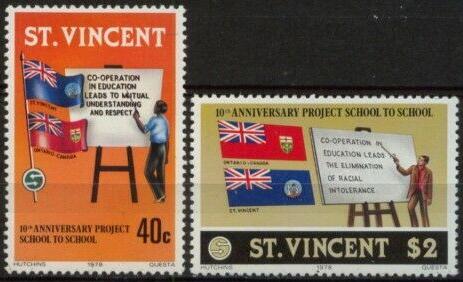 ST. VINCENT
CO-OPERATION
IN EDUCATION
LEADS TO MUTUAL
UNDERSTANDING
AND RESPECT
ST. VINCENT
ONTARIO-CANADA
10th ANNIVERSARY PROJECT
SCHOOL TO SCHOOL
40c
HUTCHINS 1978 QUESTA
10th ANNIVERSARY PROJECT SCHOOL TO SCHOOL
ONTARIO-CANADA
ST. VINCENT
CO-OPERATION IN
EDUCATION LEADS
THE ELIMINATION
OF RACIAL
INTOLERANCE.
S
ST. VINCENT $2
HUTCHINS 1978 QUESTA